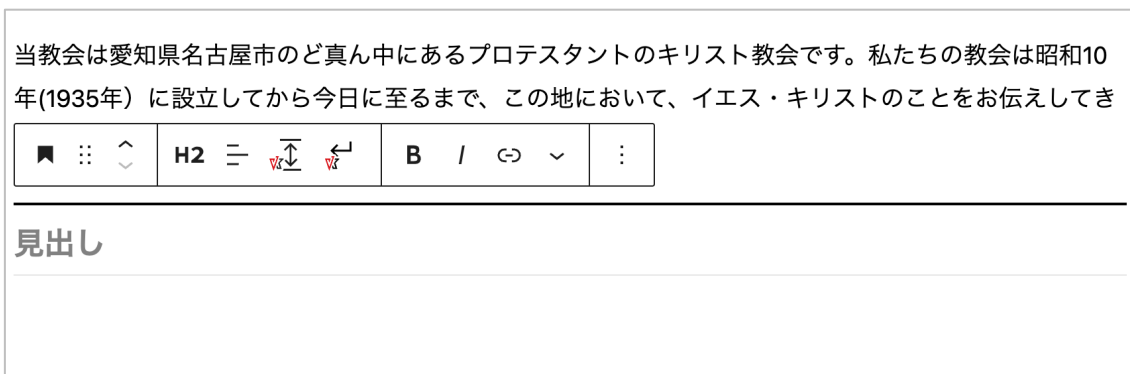 当教会は愛知県名古屋市のど真ん中にあるプロテスタントのキリスト教会です。私たちの教会は昭和10
年(1935年）に設立してから今日に至るまで、この地において、イエス・キリストのことをお伝えしてき
H2 B I
見出し